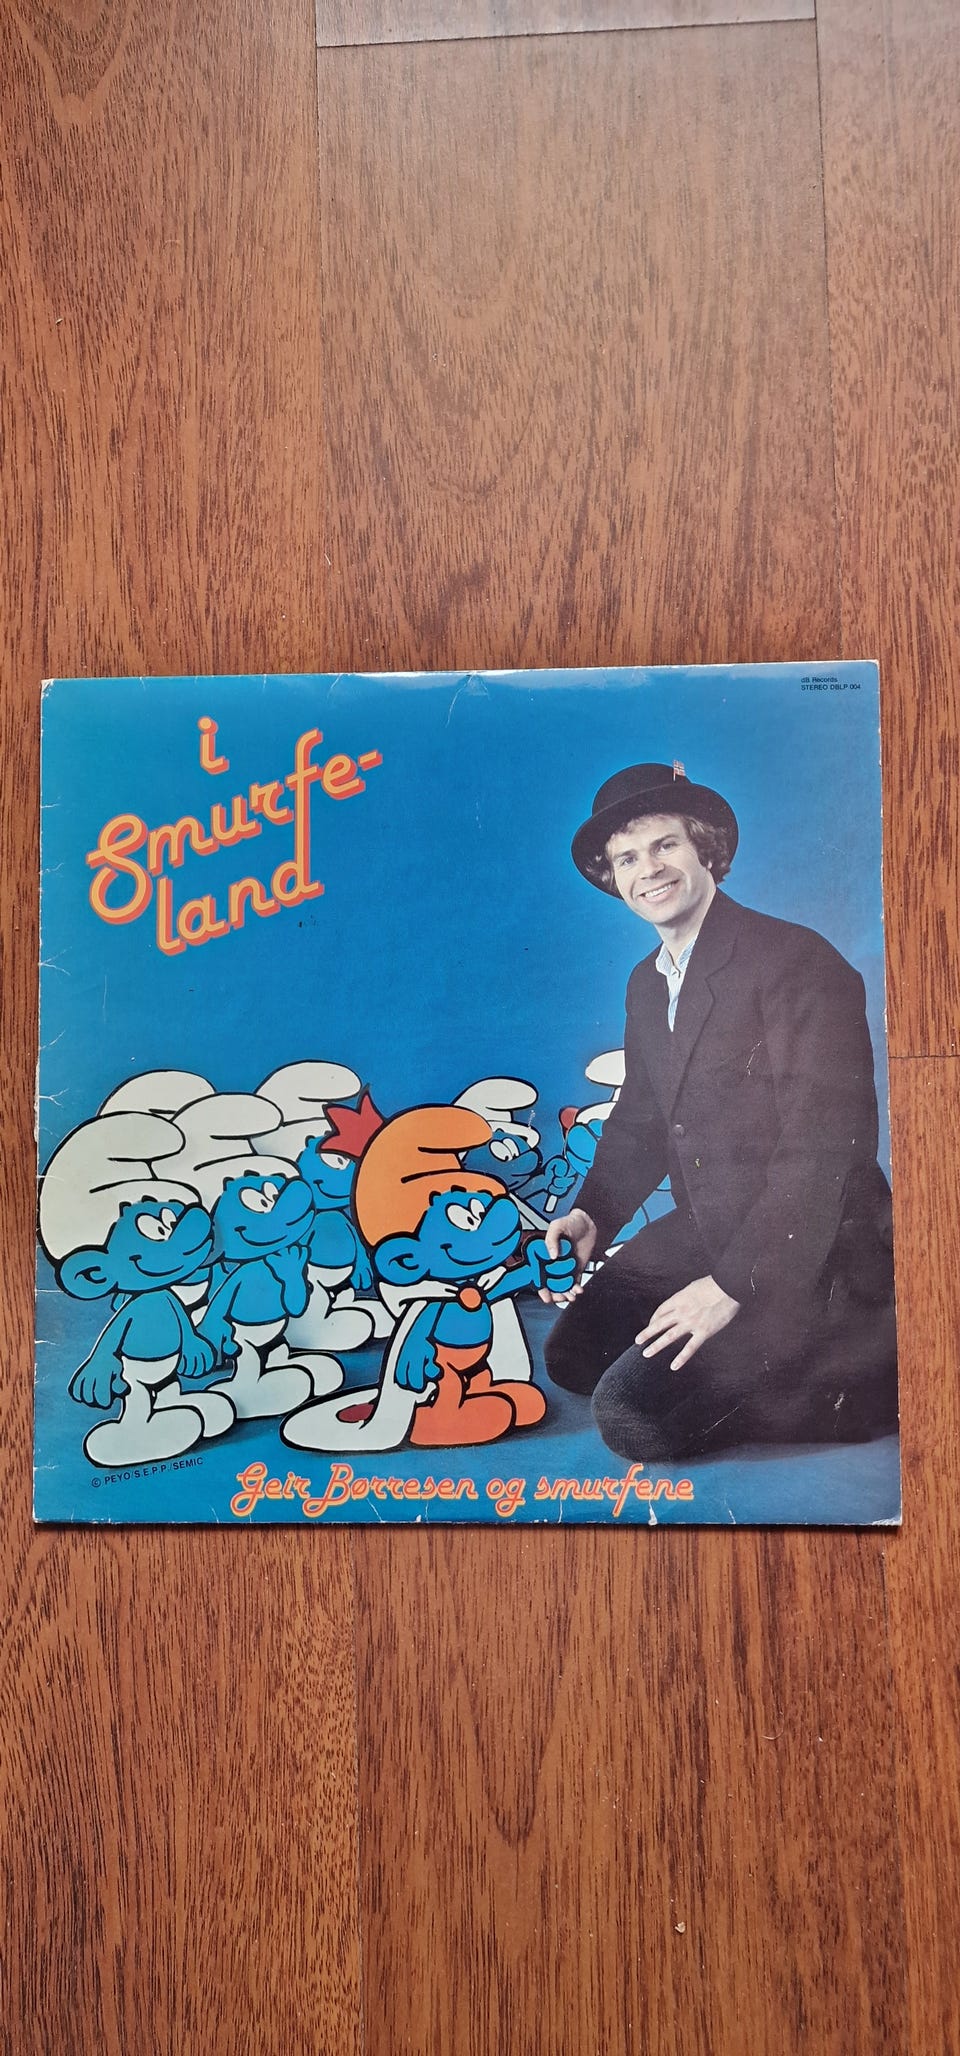 dB Records
STEREO DBLP 004
i
Smurfe-
land
© PEYO/S.E.P.P./SEMIC
Geir Børresen og smurfene